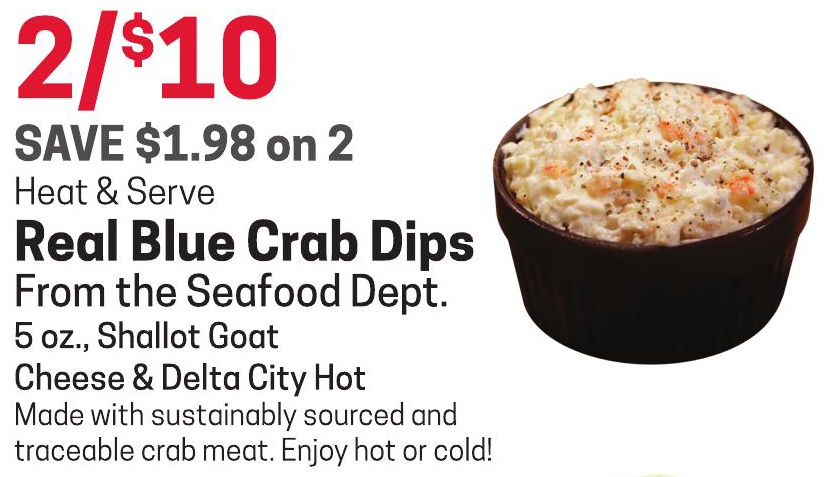 2/$10
SAVE $1.98 on 2
Heat & Serve
Real Blue Crab Dips
From the Seafood Dept.
5 oz., Shallot Goat
Cheese & Delta City Hot
Made with sustainably sourced and
traceable crab meat. Enjoy hot or cold!